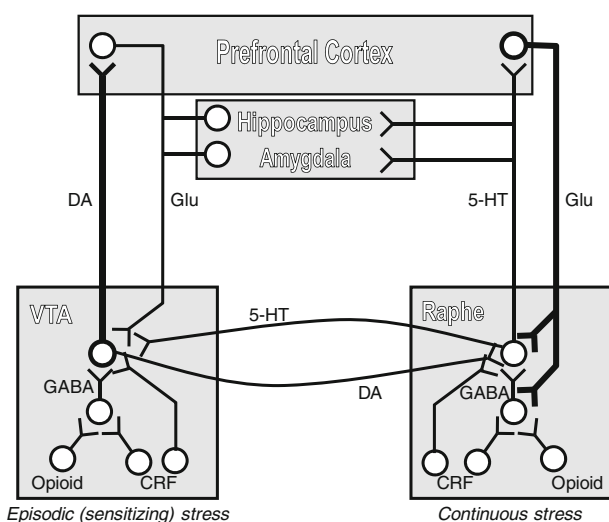 Prefrontal Cortex
Hippocampus
Amygdala
DA
Glu
5-HT
Glu
VTA
5-HT
Raphe
GABA
DA
GABA
Opioid
CRF
CRF
Opioid
Episodic (sensitizing) stress
Continuous stress